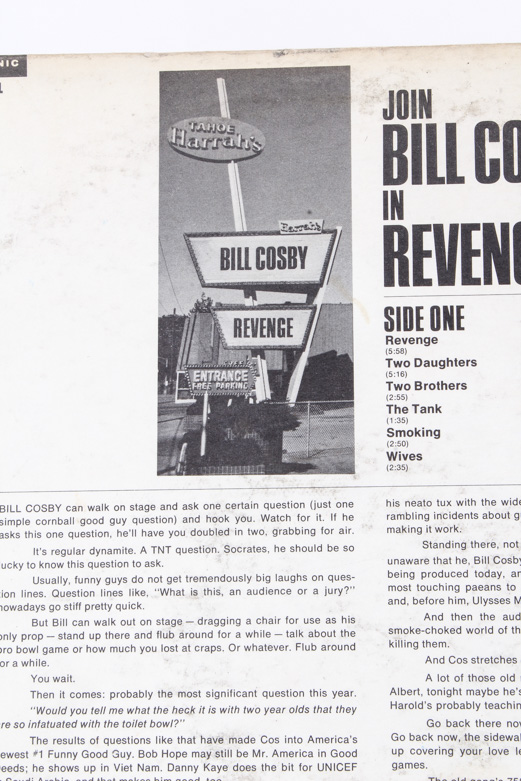 NIC
TAHOE
Harrah's
Harrah's
BILL COSBY
REVENGE
ENTRANCE
FREE PARKING
JOIN
BILL CO
IN
REVENG
SIDE ONE
Revenge
(5:58)
Two Daughters
(5:16)
Two Brothers
(2:55)
The Tank
(1:35)
Smoking
(2:50)
Wives
(2:35)
BILL COSBY can walk on stage and ask one certain question (just one
simple cornball good guy question) and hook you. Watch for it. If he
asks this one question, he'll have you doubled in two, grabbing for air.
It's regular dynamite. A TNT question. Socrates, he should be so
ucky to know this question to ask.
Usually, funny guys do not get tremendously big laughs on ques-
tion lines. Question lines like, "What is this, an audience or a jury?"
nowadays go stiff pretty quick.
But Bill can walk out on stage — dragging a chair for use as his
only prop — stand up there and flub around for a while — talk about the
pro bowl game or how much you lost at craps. Or whatever. Flub around
or a while.
You wait.
Then it comes: probably the most significant question this year.
"Would you tell me what the heck it is with two year olds that they
re so infatuated with the toilet bowl?"
The results of questions like that have made Cos into America's
ewest #1 Funny Good Guy. Bob Hope may still be Mr. America in Good
eeds; he shows up in Viet Nam. Danny Kaye does the bit for UNICEF
Saudi Arabia, and that makes him good, too.
his neato tux with the wide
rambling incidents about g
making it work.
Standing there, not
unaware that he, Bill Cosby
being produced today, an
most touching paeans to
and, before him, Ulysses M
And then the aud
smoke-choked world of th
killing them.
And Cos stretches
A lot of those old
Albert, tonight maybe he's
Harold's probably teachin
Go back there now
Go back now, the sidewal
up covering your love le
games.